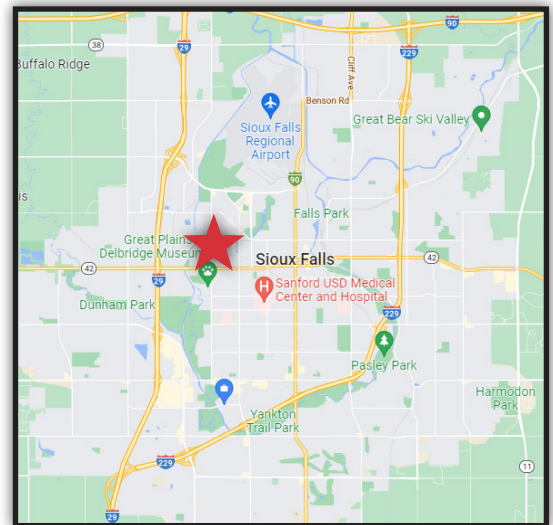 90
38
29
229
Buffalo Ridge
Cliff Ave
Benson Rd
Great Bear Ski Valley
Sioux Falls
Regional
Airport
90
is
Falls Park
Great Plains
Delbridge Museum
Sioux Falls
42
42
29
Sanford USD Medical
Center and Hospital
Dunham Park
229
Pasley Park
Harmodon
Park
Yankton
Trail Park
229
11
29